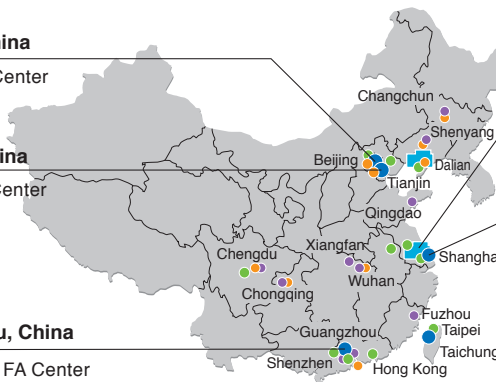 hina
Center
ina
Center
u, China
FA Center
Changchun
Shenyang
Beijing
Dalian
Tianjin
Qingdao
Chengdu
Xiangfan
Shangha
Chongqing
Wuhan
Fuzhou
Guangzhou
Taipei
Taichung
Shenzhen
Hong Kong